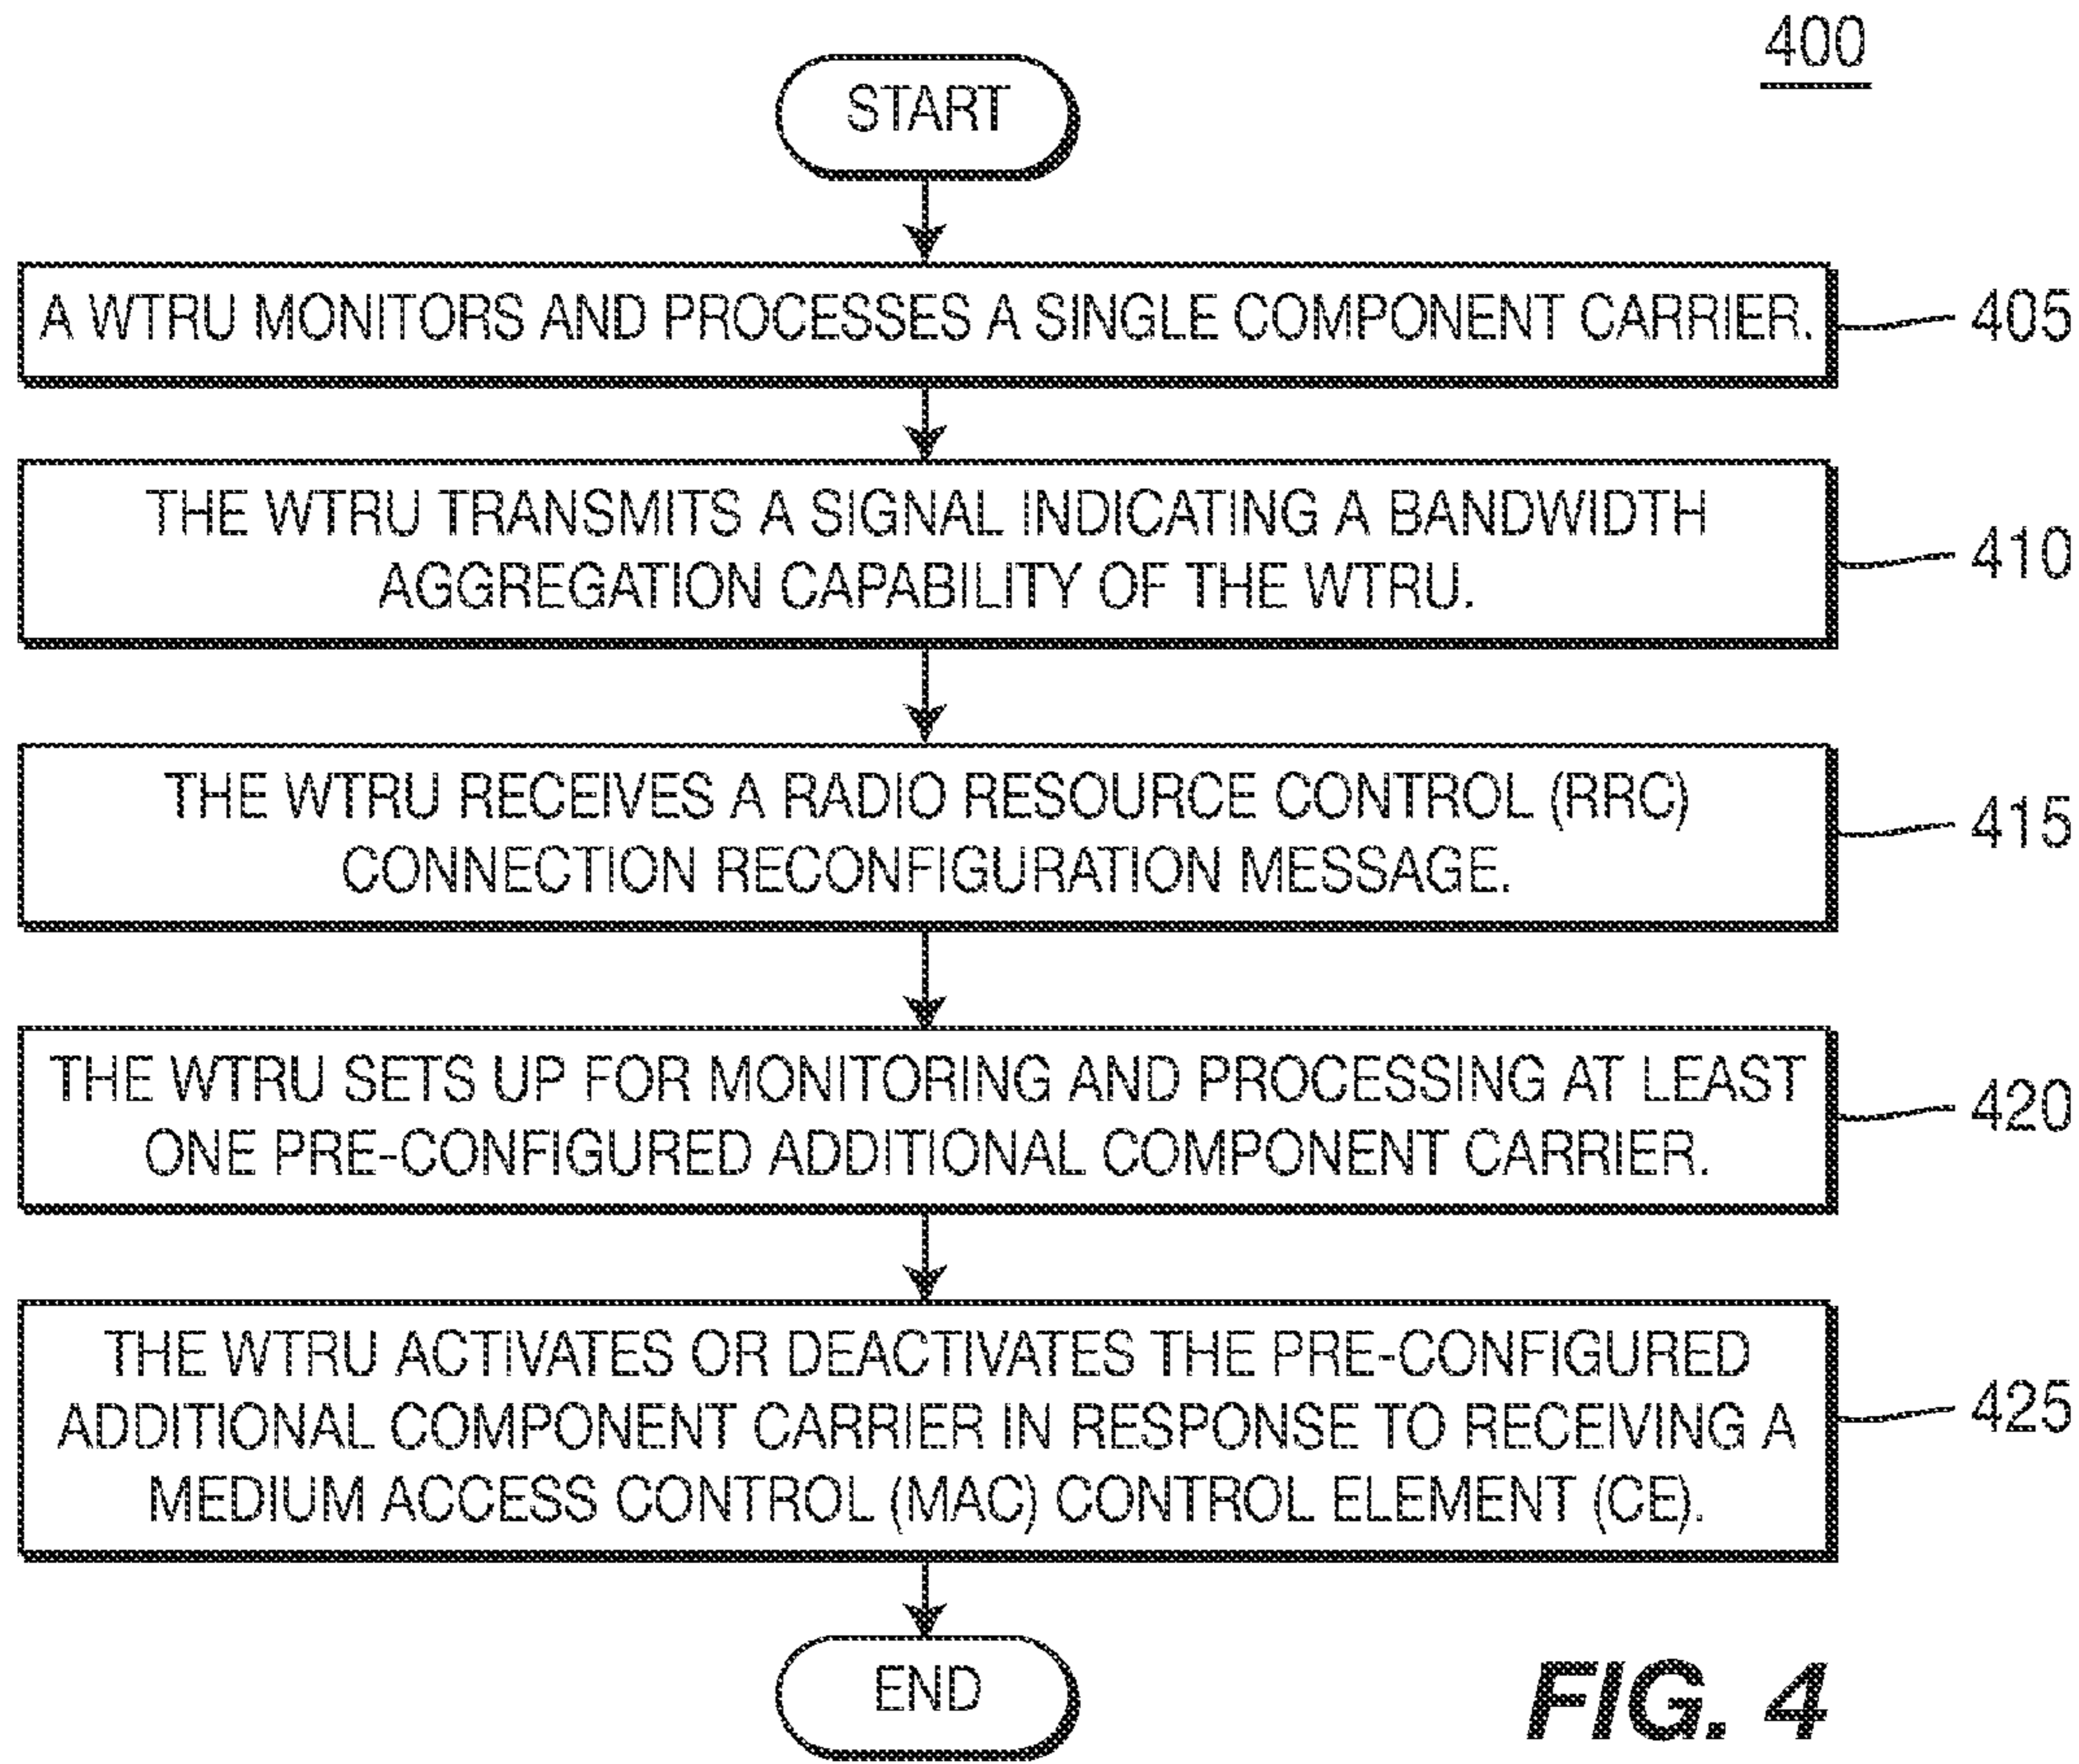 400
START
A WTRU MONITORS AND PROCESSES A SINGLE COMPONENT CARRIER.
405
THE WTRU TRANSMITS A SIGNAL INDICATING A BANDWIDTH
AGGREGATION CAPABILITY OF THE WTRU.
410
THE WTRU RECEIVES A RADIO RESOURCE CONTROL (RRC)
CONNECTION RECONFIGURATION MESSAGE.
415
THE WTRU SETS UP FOR MONITORING AND PROCESSING AT LEAST
ONE PRE-CONFIGURED ADDITIONAL COMPONENT CARRIER.
420
THE WTRU ACTIVATES OR DEACTIVATES THE PRE-CONFIGURED
ADDITIONAL COMPONENT CARRIER IN RESPONSE TO RECEIVING A
MEDIUM ACCESS CONTROL (MAC) CONTROL ELEMENT (CE).
425
END
FIG. 4